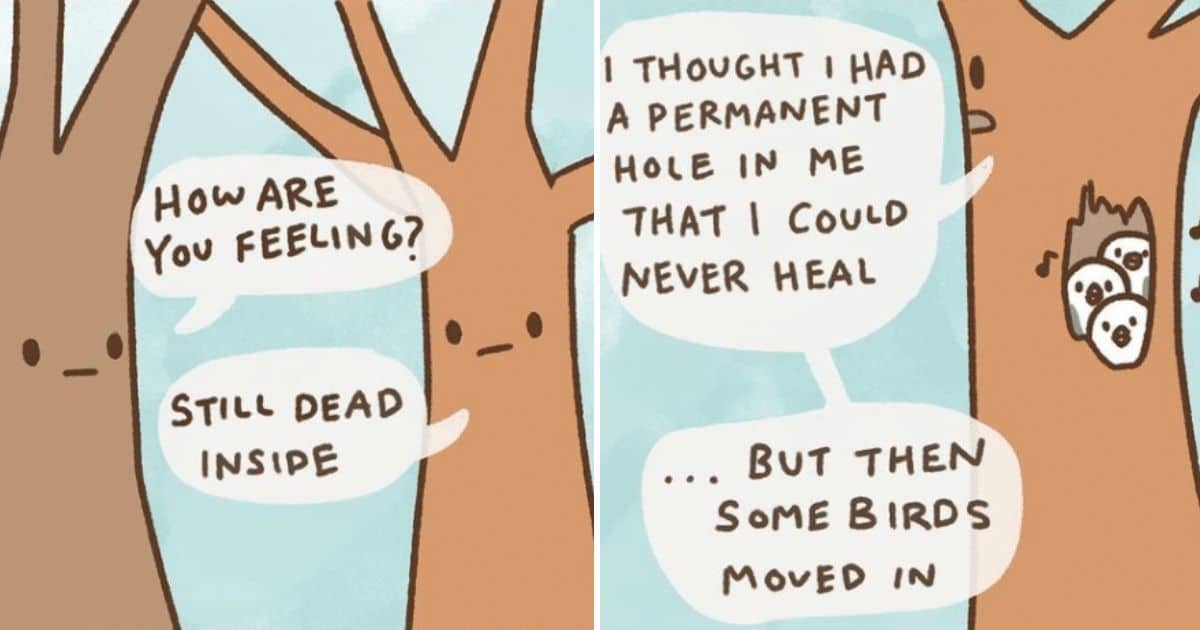 HOW ARE
YOU FEELING?
STILL DEAD
INSIDE
I THOUGHT I HAD
A PERMANENT
HOLE IN ME
THAT I COULD
NEVER HEAL
... BUT THEN
SOME BIRDS
MOVED IN